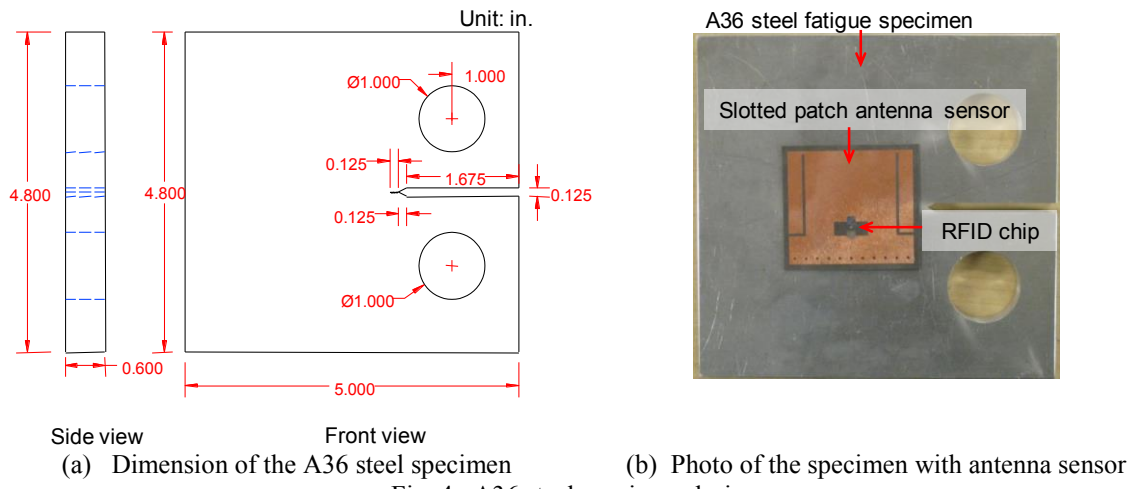 Unit: in.
Ø1.000
1.000
0.125
1.675
4.800
4.800
0.125
0.125
Ø1.000
0.600
5.000
Side view
Front view
(a) Dimension of the A36 steel specimen
A36 steel fatigue specimen
Slotted patch antenna sensor
RFID chip
(b) Photo of the specimen with antenna sensor